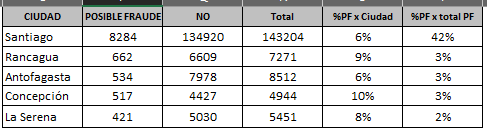 CIUDAD POSIBLE FRAUDE NO Total %PF x Ciudad %PF x total PF
Santiago 8284 134920 143204 6% 42%
Rancagua 662 6609 7271 9% 3%
Antofagasta 534 7978 8512 6% 3%
Concepción 517 4427 4944 10% 3%
La Serena 421 5030 5451 8% 2%